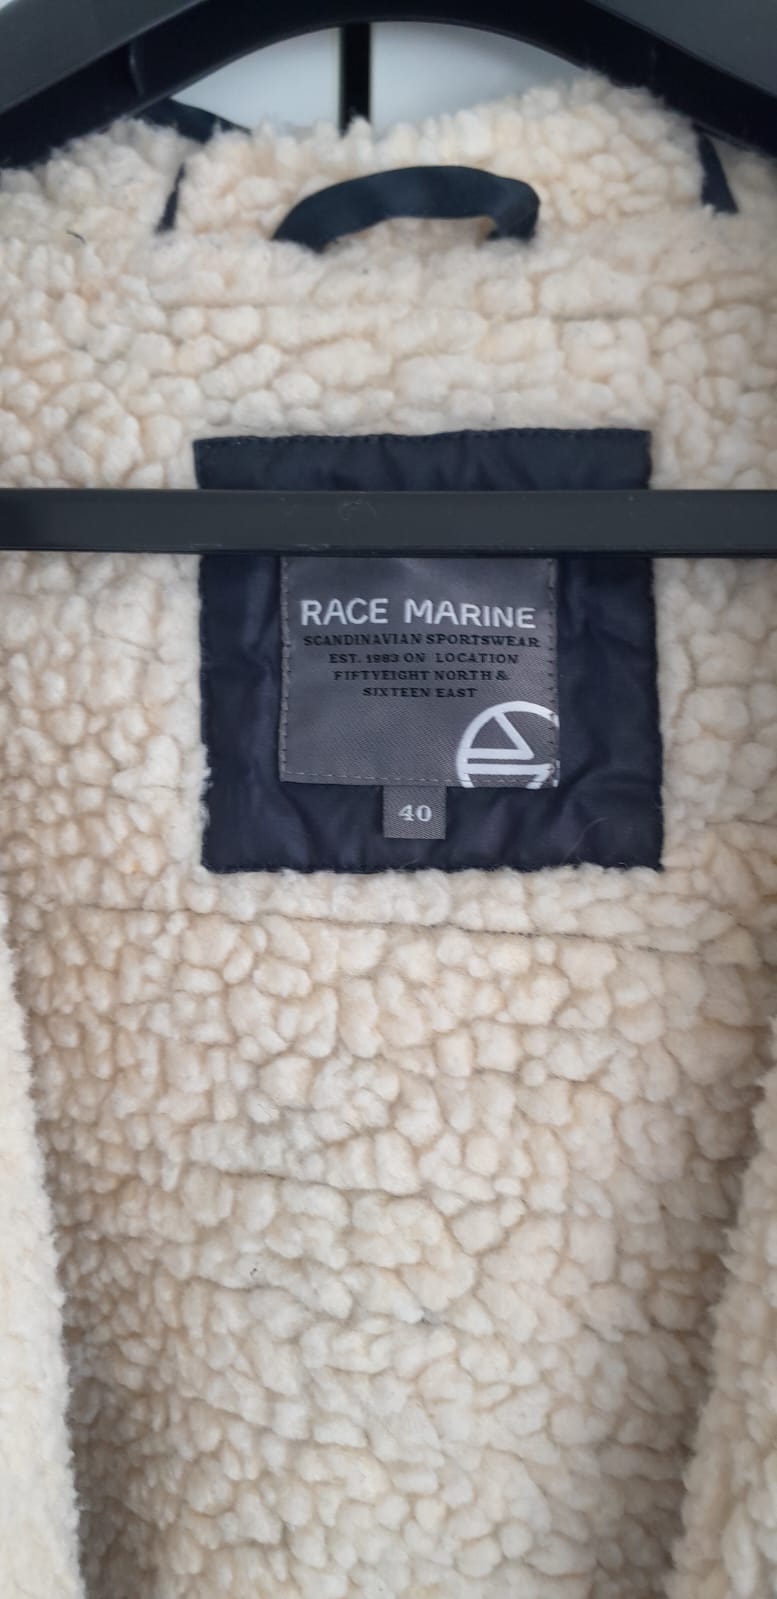 RACE MARINE
SCANDINAVIAN SPORTSWEAR
EST. 1983 ON LOCATION
FIFTYEIGHT NORTH &
SIXTEEN EAST
40